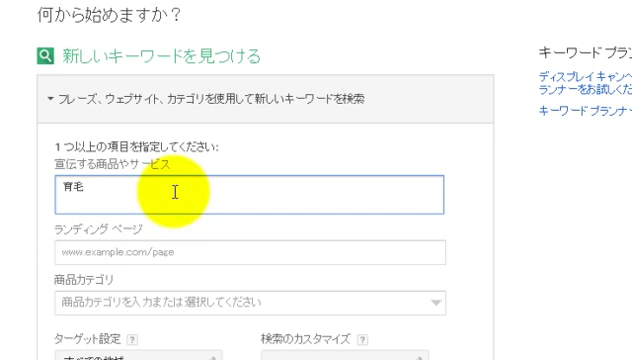 何から始めますか？
新しいキーワードを見つける
フレーズ、ウェブサイト、カテゴリを使用して新しいキーワードを検索
1 つ以上の項目を指定してください:
宣伝する商品やサービス
育毛
ランディング ページ
www.example.com/page
商品カテゴリ
商品カテゴリを入力または選択してください
ターゲット設定 ?
検索のカスタマイズ ?
すべての地域
キーワード プラン
ディスプレイ キャンペ
ランナーをお試しくだ
キーワード プランナー